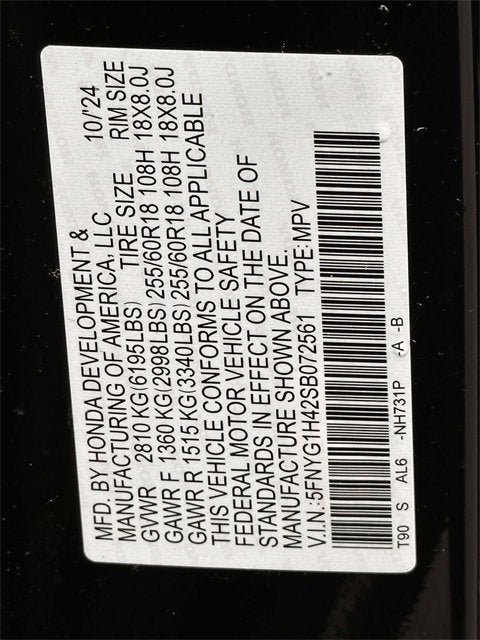 MFD. BY HONDA DEVELOPMENT &
MANUFACTURING OF AMERICA, LLC 10/24
GVWR 2810 KG(6195LBS) TIRE SIZE RIM SIZE
GAWR F 1360 KG(2998LBS) 255/60R18 108H 18X8.0J
GAWR R 1515 KG(3340LBS) 255/60R18 108H 18X8.0J
THIS VEHICLE CONFORMS TO ALL APPLICABLE
FEDERAL MOTOR VEHICLE SAFETY
STANDARDS IN EFFECT ON THE DATE OF
MANUFACTURE SHOWN ABOVE.
V.I.N.:5FNYG1H42SB072561 TYPE:MPV
T90 S AL6 -NH731P -A -B